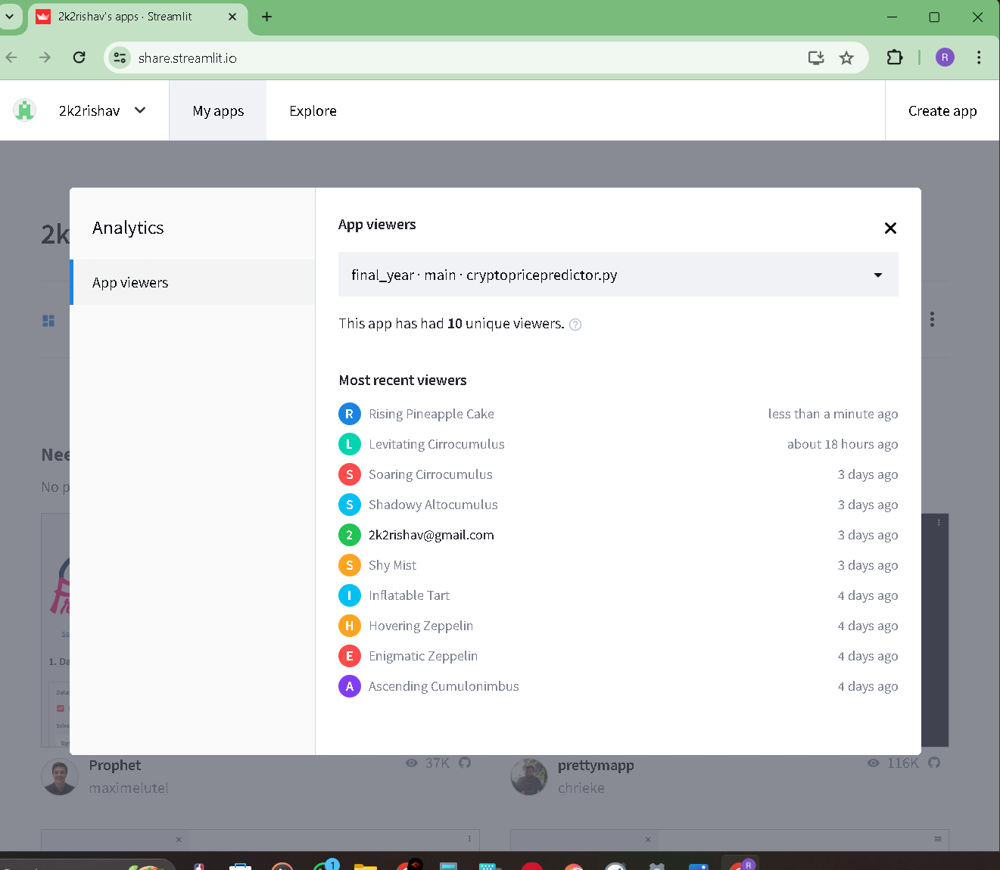 2k2rishav's apps · Streamlit
share.streamlit.io
R
2k2rishav
My apps
Explore
Create app
2k
Analytics
App viewers
App viewers
final_year · main · cryptopricepredictor.py
This app has had 10 unique viewers.
Most recent viewers
R Rising Pineapple Cake less than a minute ago
L Levitating Cirrocumulus about 18 hours ago
S Soaring Cirrocumulus 3 days ago
S Shadowy Altocumulus 3 days ago
2 2k2rishav@gmail.com 3 days ago
S Shy Mist 3 days ago
I Inflatable Tart 4 days ago
H Hovering Zeppelin 4 days ago
E Enigmatic Zeppelin 4 days ago
A Ascending Cumulonimbus 4 days ago
Nee
No p
1. Da
Data
Selec
Prophet 37K
maximelutel
prettymapp 116K
chrieke
1
R